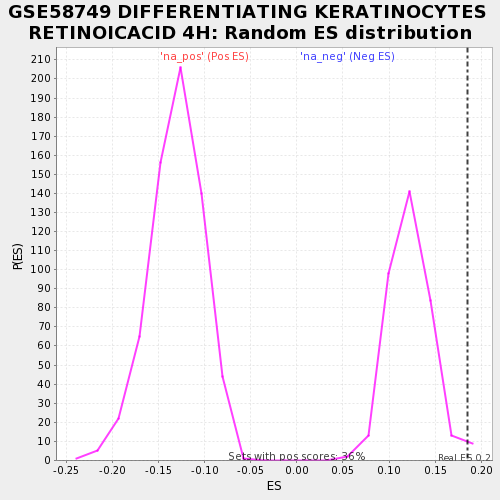 GSE58749 DIFFERENTIATING KERATINOCYTES
RETINOICACID 4H: Random ES distribution
'na_pos' (Pos ES)
'na_neg' (Neg ES)
210
200
190
180
170
160
150
140
130
120
110
100
90
80
70
60
50
40
30
20
10
0
P(ES)
Sets with pos scores: 36%
Real ES 0.2
-0.25 -0.20 -0.15 -0.10 -0.05 0.00 0.05 0.10 0.15 0.20
ES